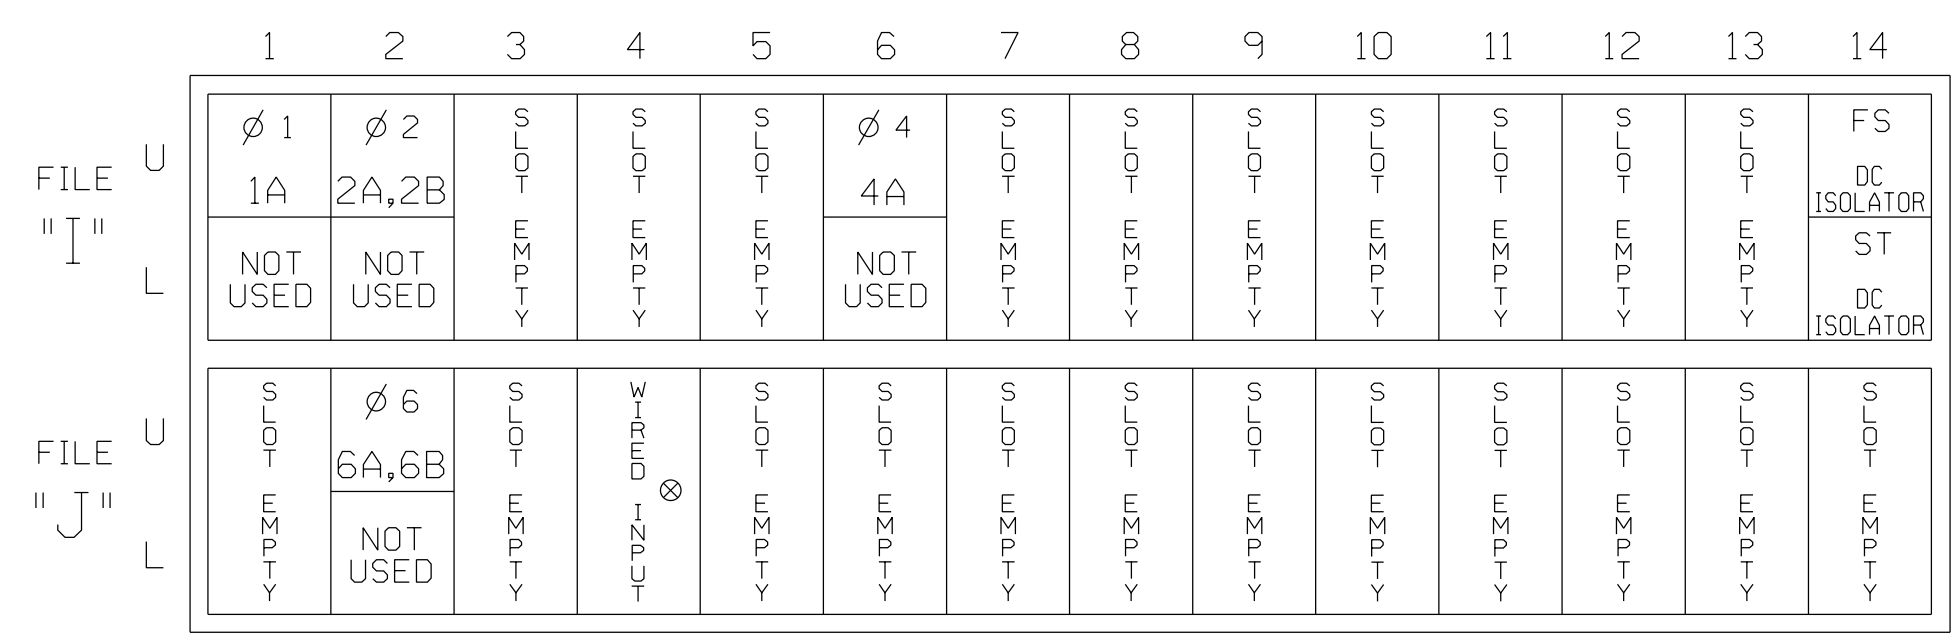 1 2 3 4 5 6 7 8 9 10 11 12 13 14
FILE "I"
U
L
Ø 1
1A
NOT
USED
Ø 2
2A,2B
NOT
USED
SLOT EMPTY
SLOT EMPTY
SLOT EMPTY
Ø 4
4A
NOT
USED
SLOT EMPTY
SLOT EMPTY
SLOT EMPTY
SLOT EMPTY
SLOT EMPTY
SLOT EMPTY
SLOT EMPTY
FS
DC
ISOLATOR
ST
DC
ISOLATOR
FILE "J"
U
L
SLOT EMPTY
Ø 6
6A,6B
NOT
USED
SLOT EMPTY
WIRED INPUT ⊗
SLOT EMPTY
SLOT EMPTY
SLOT EMPTY
SLOT EMPTY
SLOT EMPTY
SLOT EMPTY
SLOT EMPTY
SLOT EMPTY
SLOT EMPTY
SLOT EMPTY